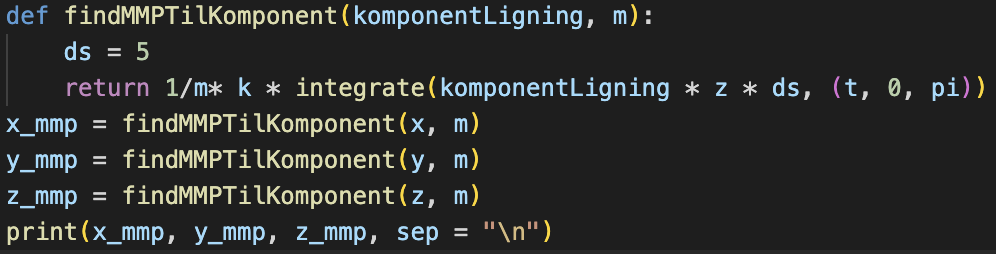 def findMMPTilKomponent(komponentLigning, m):
    ds = 5
    return 1/m* k * integrate(komponentLigning * z * ds, (t, 0, pi))
x_mmp = findMMPTilKomponent(x, m)
y_mmp = findMMPTilKomponent(y, m)
z_mmp = findMMPTilKomponent(z, m)
print(x_mmp, y_mmp, z_mmp, sep = "\n")